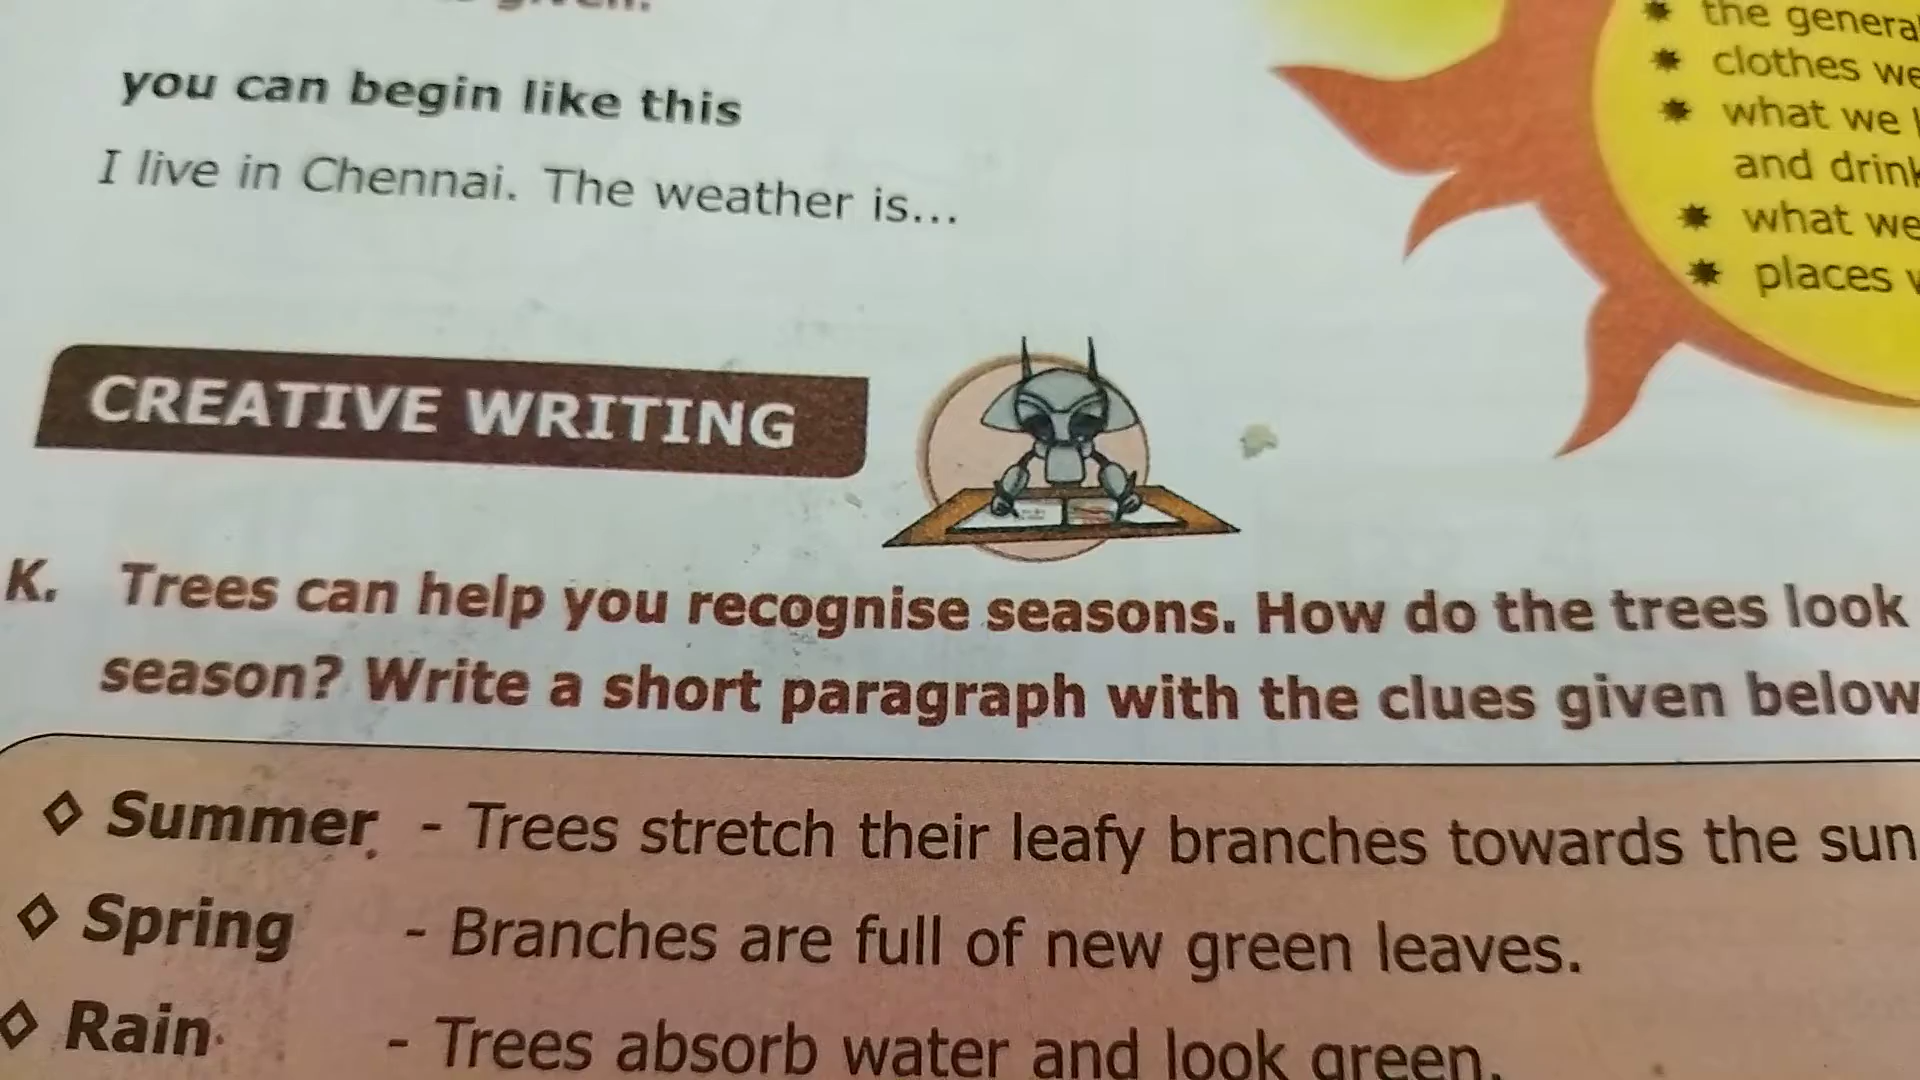 given.
you can begin like this
I live in Chennai. The weather is...
the genera
clothes we
what we
and drink
what we
places
CREATIVE WRITING
K. Trees can help you recognise seasons. How do the trees look
season? Write a short paragraph with the clues given below
Summer - Trees stretch their leafy branches towards the sun
Spring - Branches are full of new green leaves.
Rain - Trees absorb water and look green.